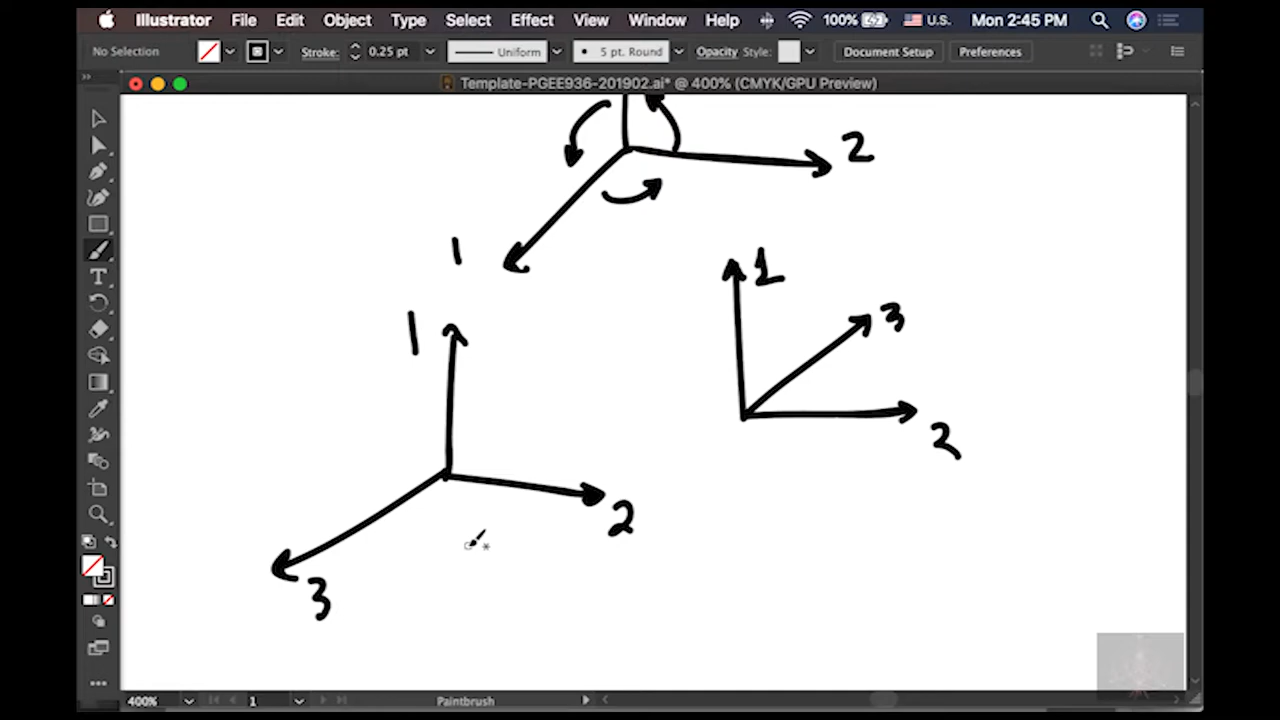 Illustrator File Edit Object Type Select Effect View Window Help 100% U.S. Mon 2:45 PM
No Selection Stroke: 0.25 pt Uniform 5 pt. Round Opacity Style: Document Setup Preferences
Template-PGEE936-201902.ai* @ 400% (CMYK/GPU Preview)
2
1
1
3
2
1
2
3
400% 1 Paintbrush